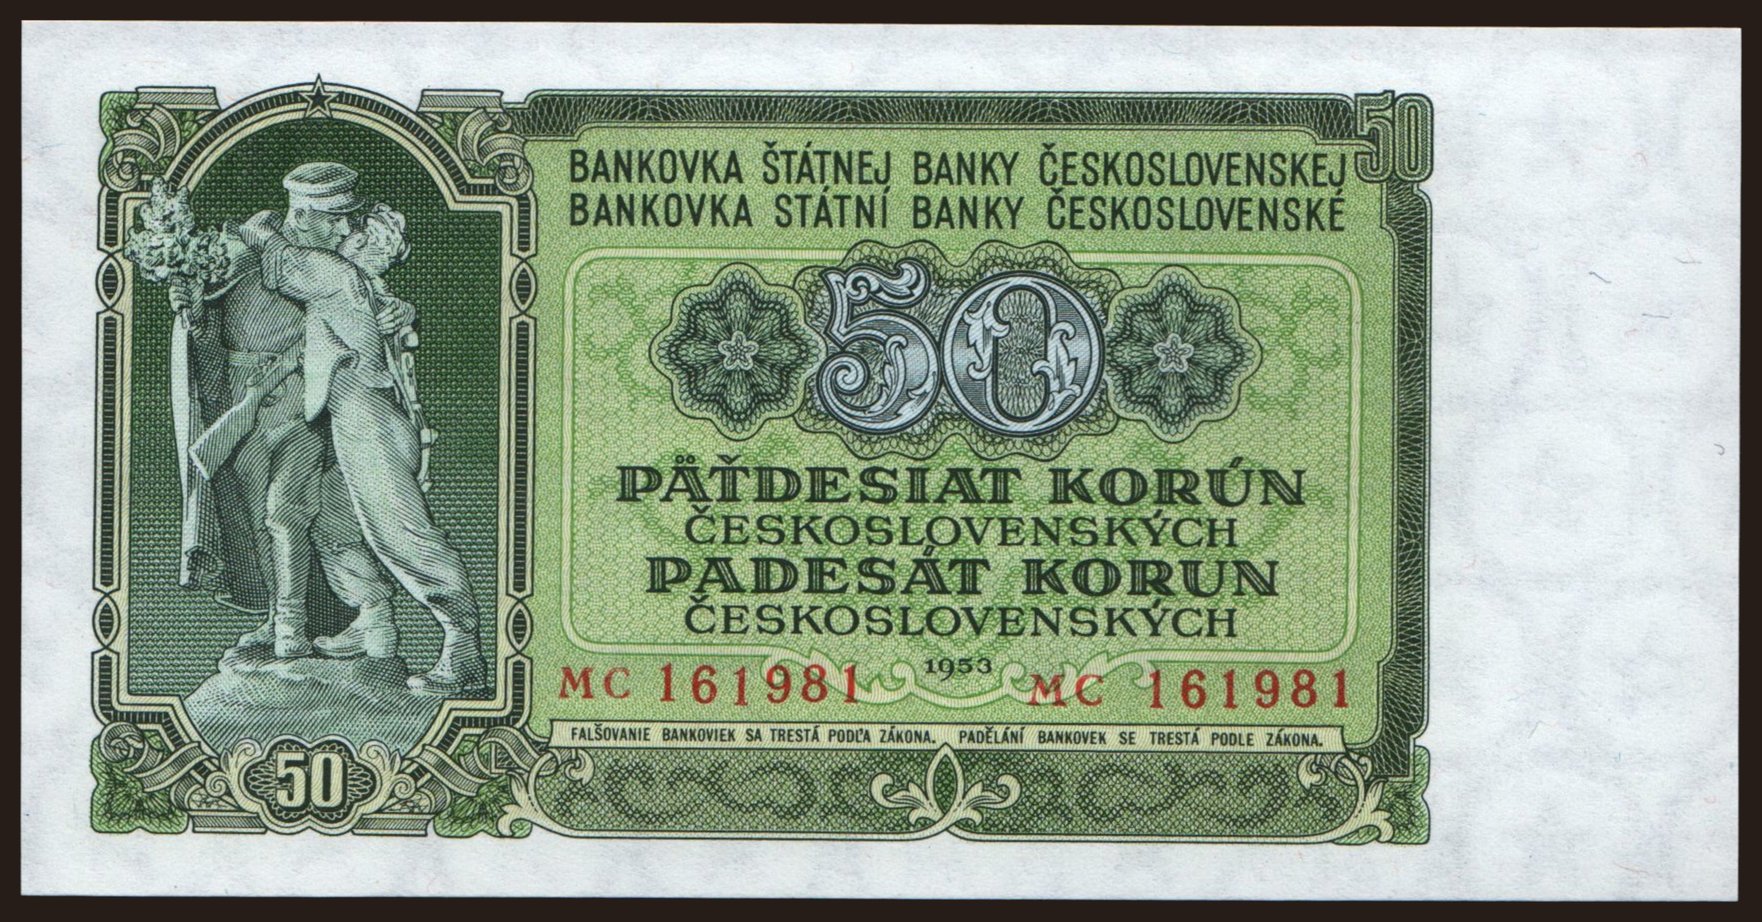 50
BANKOVKA ŠTÁTNEJ BANKY ČESKOSLOVENSKEJ
BANKOVKA STÁTNÍ BANKY ČESKOSLOVENSKÉ
50
PÄŤDESIAT KORÚN
ČESKOSLOVENSKÝCH
PADESÁT KORUN
ČESKOSLOVENSKÝCH
1953
MC 161981 MC 161981
FALŠOVANIE BANKOVIEK SA TRESTÁ PODĽA ZÁKONA. PADĚLÁNÍ BANKOVEK SE TRESTÁ PODLE ZÁKONA.
50